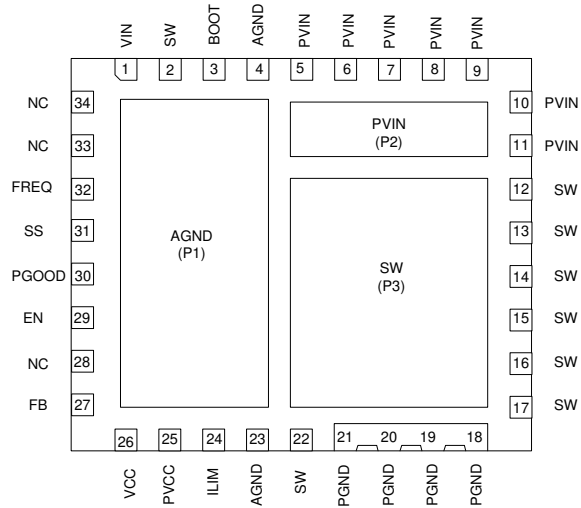 VIN SW BOOT AGND PVIN PVIN PVIN PVIN PVIN
1 2 3 4 5 6 7 8 9
NC 34 10 PVIN
NC 33 11 PVIN
FREQ 32 12 SW
SS 31 13 SW
PGOOD 30 14 SW
EN 29 15 SW
NC 28 16 SW
FB 27 17 SW
PVIN
(P2)
AGND
(P1)
SW
(P3)
26 25 24 23 22 21 20 19 18
VCC PVCC ILIM AGND SW PGND PGND PGND PGND